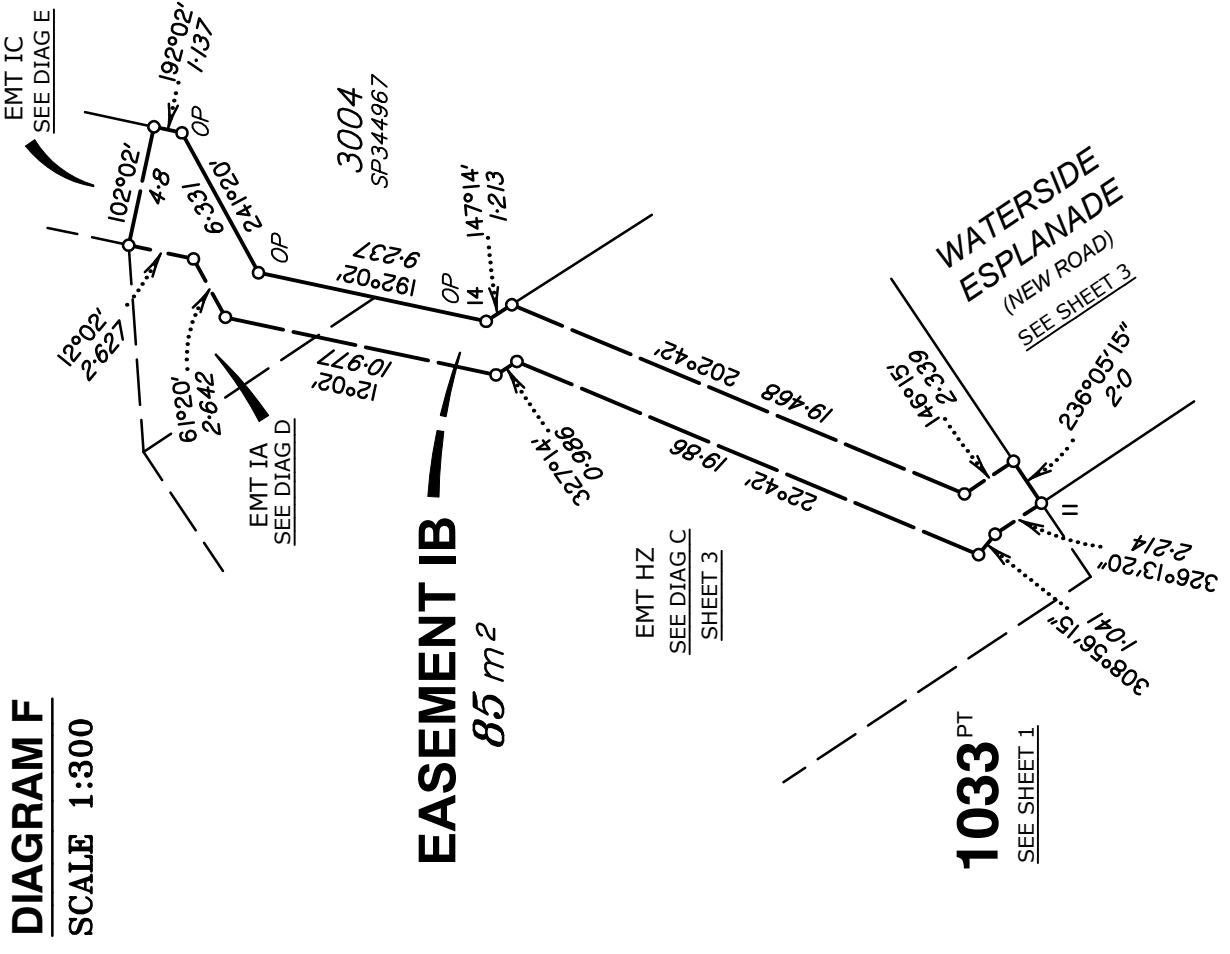 DIAGRAM F
SCALE 1:300
EMT IC
SEE DIAG E
192°02'
1·137
102°02'
4·8
OP
6·331
241°20'
3004
SP344967
12°02'
2·627
61°20'
2·642
OP
192°02'
9·237
147°14'
1·213
OP
14
12°02'
10·977
EMT IA
SEE DIAG D
EASEMENT IB
85 m²
327°14'
0·986
202°42'
19·468
22°42'
19·86
EMT HZ
SEE DIAG C
SHEET 3
WATERSIDE
ESPLANADE
(NEW ROAD)
SEE SHEET 3
146°15'
2·339
236°05'15"
2·0
11
326°13'20"
2·214
308°56'15"
1·041
1033 PT
SEE SHEET 1